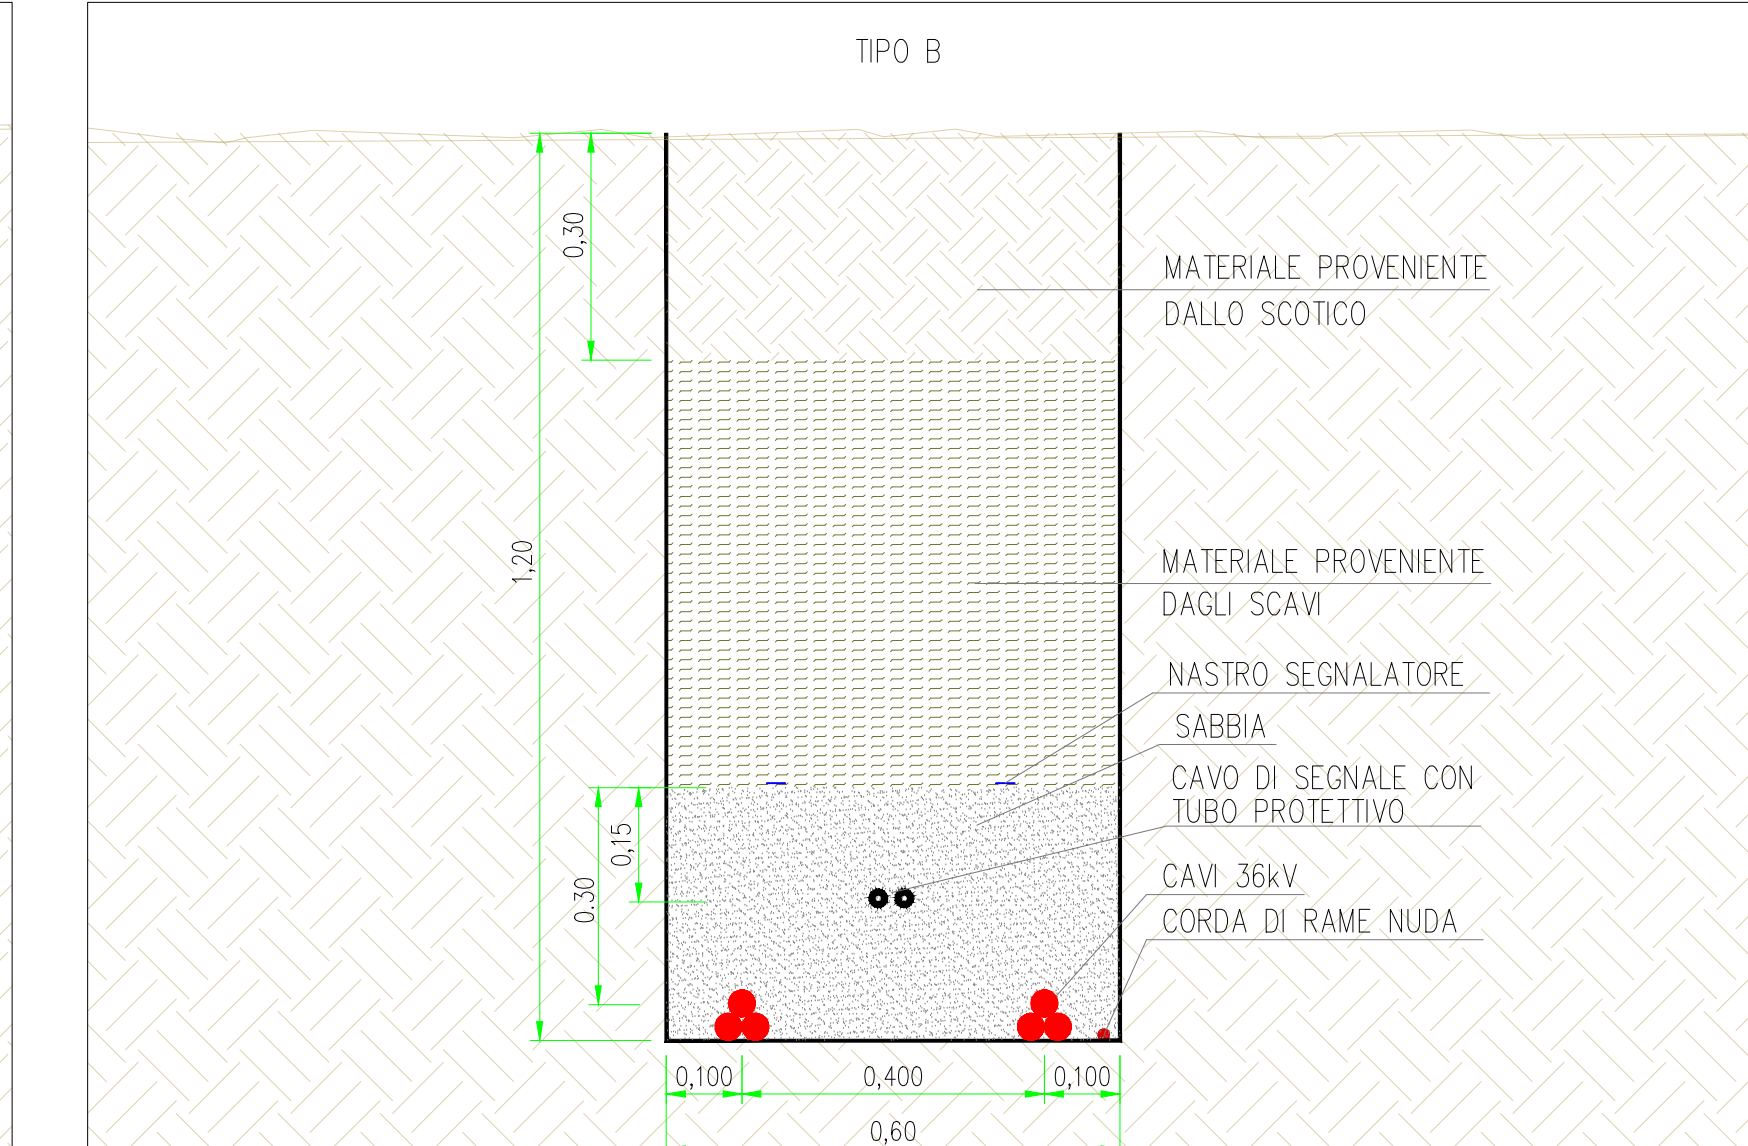 TIPO B
0,30
MATERIALE PROVENIENTE
DALLO SCOTICO
1,20
MATERIALE PROVENIENTE
DAGLI SCAVI
NASTRO SEGNALATORE
SABBIA
CAVO DI SEGNALE CON
TUBO PROTETTIVO
0,15
0.30
CAVI 36kV
CORDA DI RAME NUDA
0,100
0,400
0,100
0,60